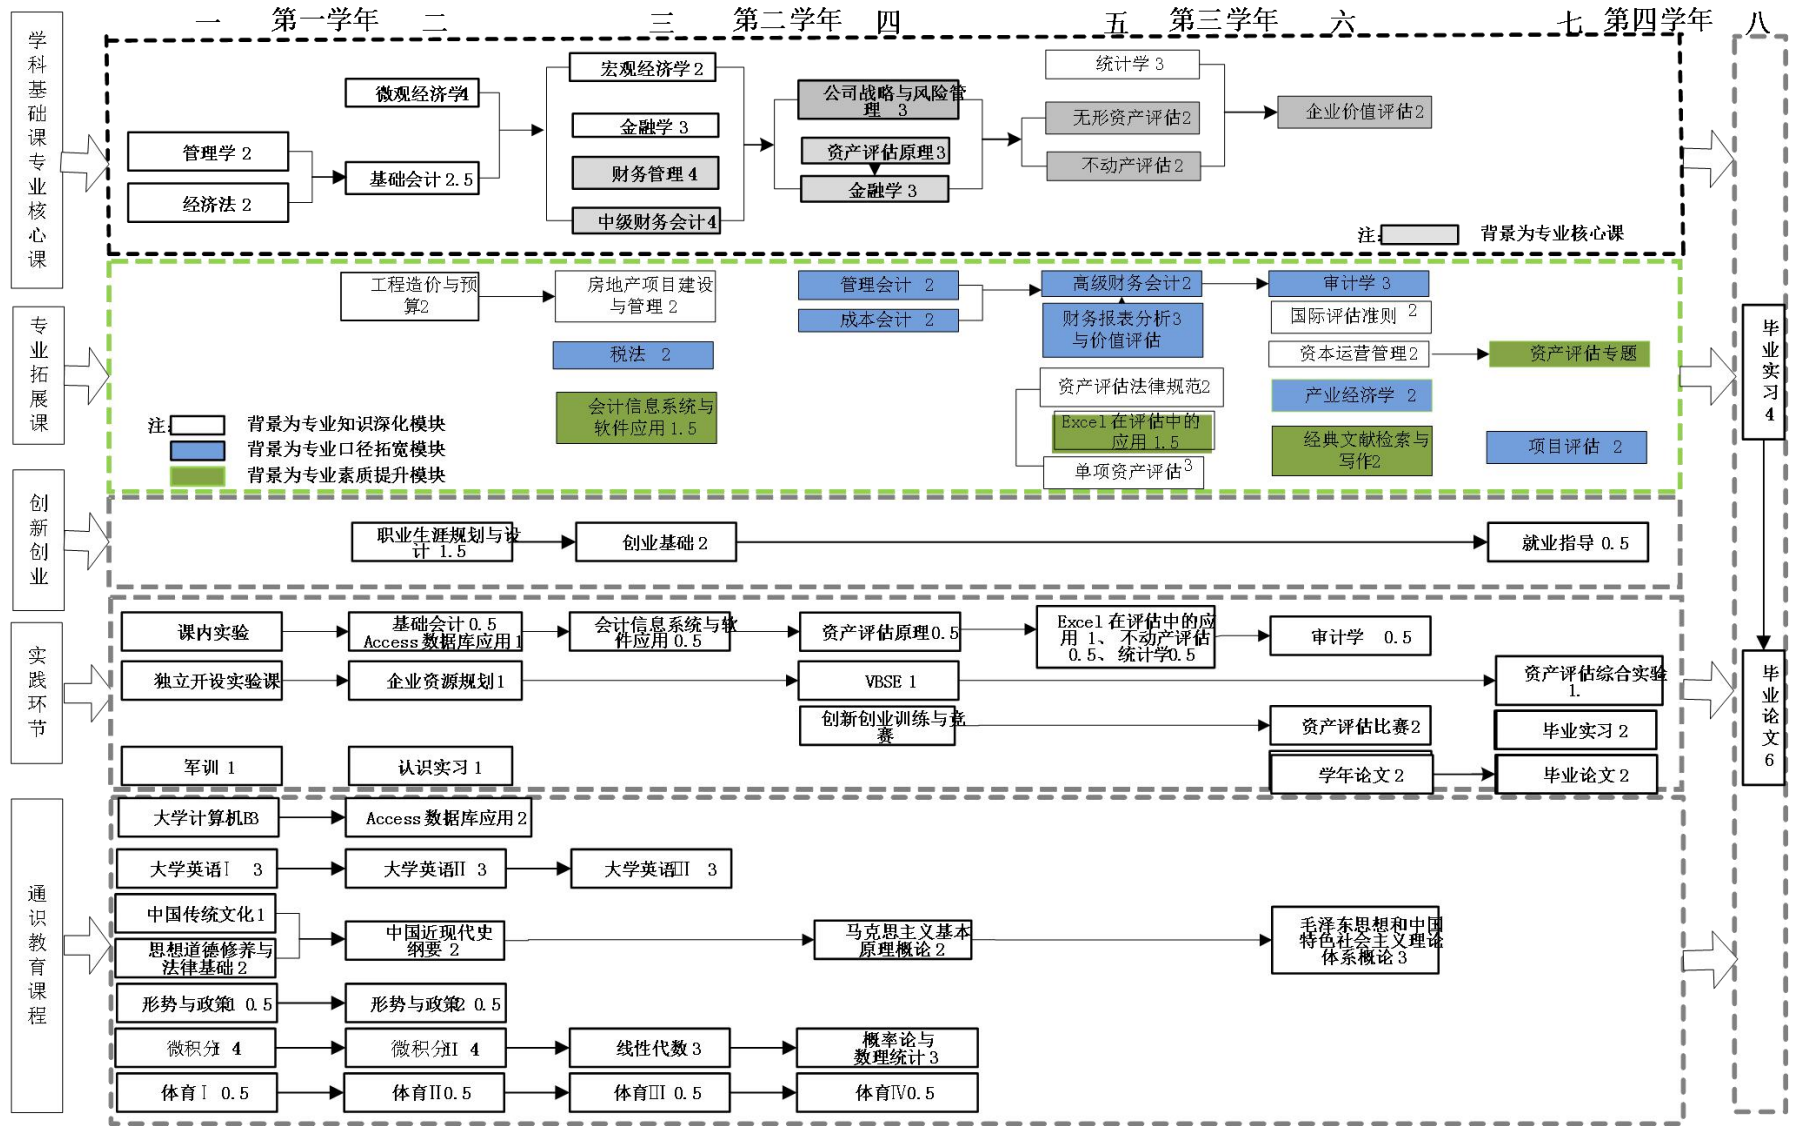 一 第一学年 二 三 第二学年 四 五 第三学年 六 七 第四学年 八
学科基础课专业核心课
管理学 2
经济法 2
微观经济学4
基础会计 2.5
宏观经济学 2
金融学 3
财务管理 4
中级财务会计 4
公司战略与风险管
理 3
资产评估原理3
金融学 3
统计学 3
无形资产评估2
不动产评估 2
企业价值评估2
注:
背景为专业核心课
专业拓展课
工程造价与预
算2
房地产项目建设
与管理 2
税法 2
会计信息系统与
软件应用 1.5
管理会计 2
成本会计 2
高级财务会计2
财务报表分析3
与价值评估
资产评估法律规范2
Excel 在评估中的
应用 1.5
单项资产评估3
审计学 3
国际评估准则 2
资本运营管理2
产业经济学 2
经典文献检索与
写作2
资产评估专题
项目评估 2
注:
背景为专业知识深化模块
背景为专业口径拓宽模块
背景为专业素质提升模块
创新创业
职业生涯规划与设
计 1.5
创业基础 2
就业指导 0.5
实践环节
课内实验
基础会计 0.5
Access 数据库应用 1
会计信息系统与软
件应用 0.5
资产评估原理0.5
Excel 在评估中的应
用 1、 不动产评估
0.5、统计学0.5
审计学 0.5
独立开设实验课
企业资源规划 1
VBSE 1
资产评估综合实验
1.
创新创业训练与竞
赛
资产评估比赛2
毕业实习 2
军训 1
认识实习 1
学年论文 2
毕业论文 2
通识教育课程
大学计算机B3
Access 数据库应用 2
大学英语Ⅰ 3
大学英语Ⅱ 3
大学英语Ⅲ 3
中国传统文化 1
思想道德修养与
法律基础 2
中国近现代史
纲要 2
马克思主义基本
原理概论 2
毛泽东思想和中国
特色社会主义理论
体系概论 3
形势与政策1 0.5
形势与政策2 0.5
微积分Ⅰ 4
微积分Ⅱ 4
线性代数 3
概率论与
数理统计 3
体育Ⅰ 0.5
体育Ⅱ0.5
体育Ⅲ 0.5
体育Ⅳ0.5
毕业实习4
毕业论文6